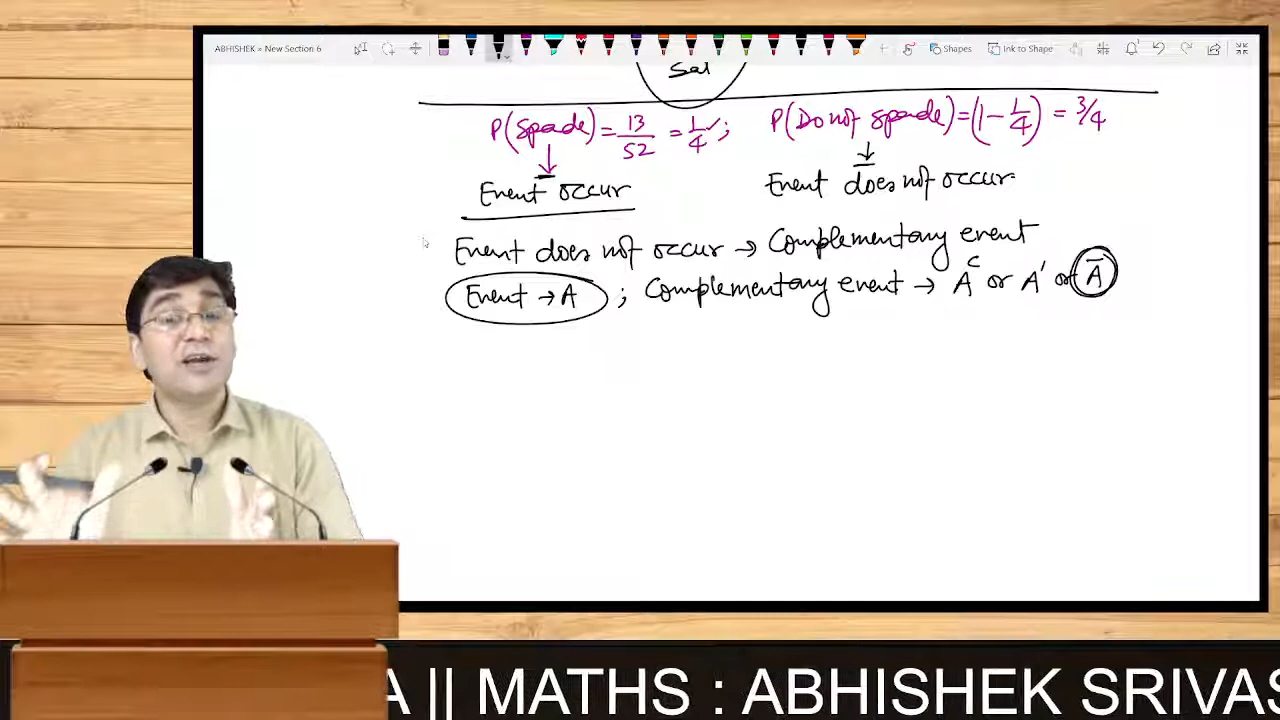 ABHISHEK » New Section 6
Shapes
Ink to Shape
P(Spade) = 13/52 = 1/4 ✓; P(Do not spade) = (1 - 1/4) = 3/4
↓ ↓
Event occur Event does not occur
Event does not occur → Complementary event
Event → A ; Complementary event → Aᶜ or A' or Ā
A || MATHS : ABHISHEK SRIVAS